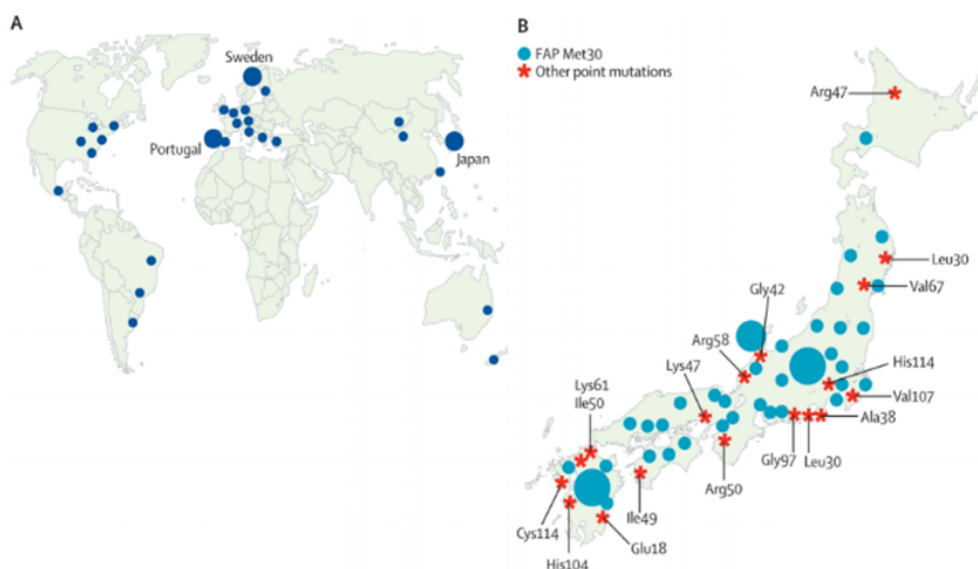 A
Sweden
Portugal
Japan
B
FAP Met30
Other point mutations
Arg47
Leu30
Val67
Gly42
Arg58
His114
Lys47
Val107
Lys61
Ile50
Ala38
Gly97
Leu30
Arg50
Ile49
Cys114
Glu18
His104